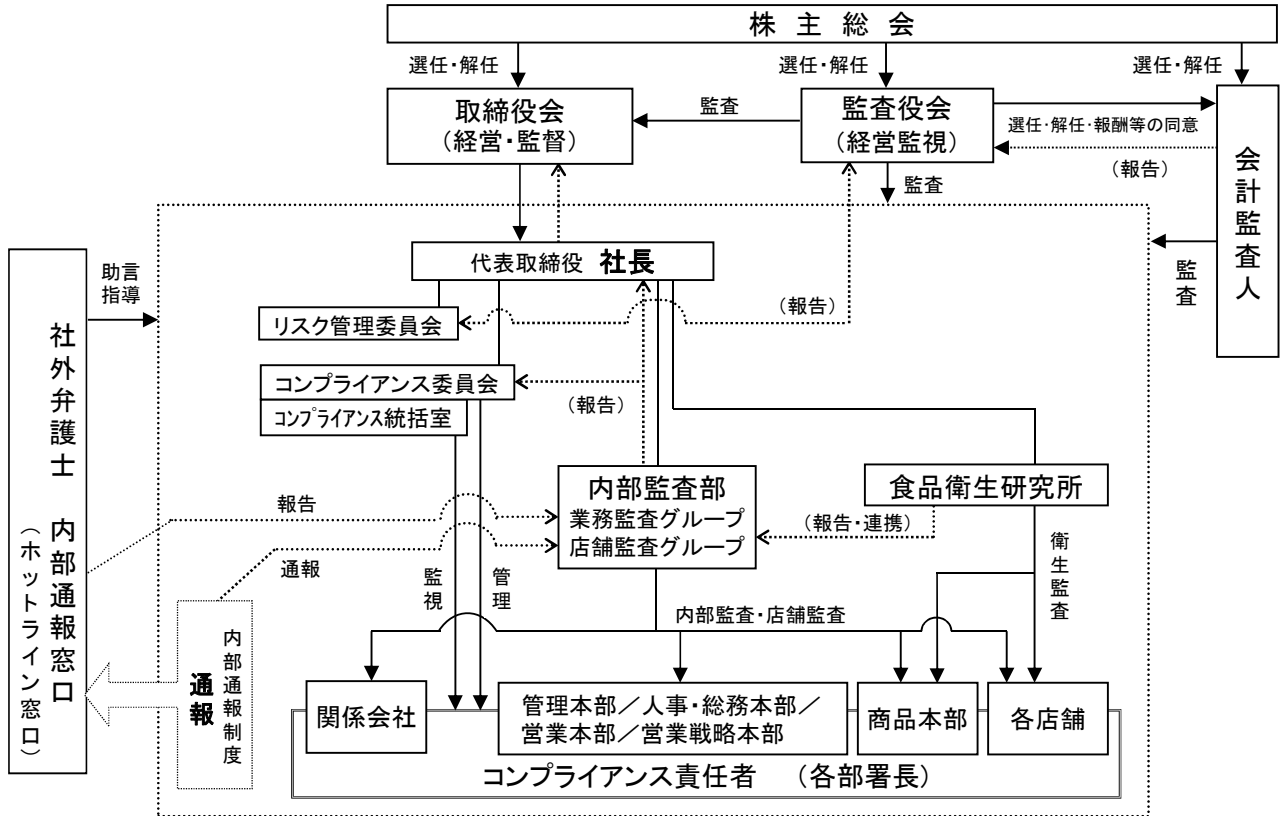 株主総会
選任・解任
選任・解任
選任・解任
取締役会
（経営・監督）
監査
監査役会
（経営監視）
選任・解任・報酬等の同意
（報告）
会計監査人
監査
監査
代表取締役 社長
助言
指導
リスク管理委員会
（報告）
コンプライアンス委員会
（報告）
コンプライアンス統括室
社外弁護士 内部通報窓口
（ホットライン窓口）
内部監査部
業務監査グループ
店舗監査グループ
食品衛生研究所
（報告・連携）
報告
通報
監視
管理
衛生監査
内部監査・店舗監査
内部通報制度
通報
関係会社
管理本部／人事・総務本部／
営業本部／営業戦略本部
商品本部
各店舗
コンプライアンス責任者 （各部署長）